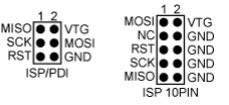 1 2
MISO VTG
SCK MOSI
RST GND
ISP/PDI
1 2
MOSI VTG
NC GND
RST GND
SCK GND
MISO GND
ISP 10PIN